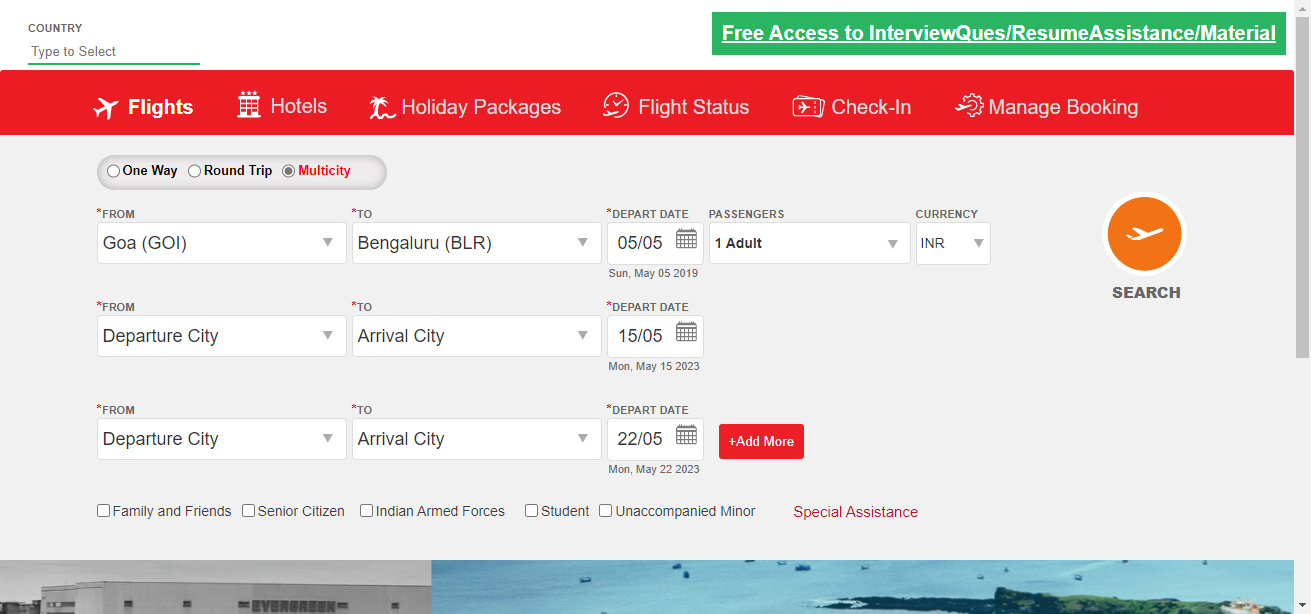 COUNTRY
Type to Select
Free Access to InterviewQues/ResumeAssistance/Material
Flights Hotels Holiday Packages Flight Status Check-In Manage Booking
One Way Round Trip Multicity
*FROM *TO *DEPART DATE PASSENGERS CURRENCY
Goa (GOI) Bengaluru (BLR) 05/05 1 Adult INR
Sun, May 05 2019
SEARCH
*FROM *TO *DEPART DATE
Departure City Arrival City 15/05
Mon, May 15 2023
*FROM *TO *DEPART DATE
Departure City Arrival City 22/05 +Add More
Mon, May 22 2023
Family and Friends Senior Citizen Indian Armed Forces Student Unaccompanied Minor Special Assistance
EVERGREEN